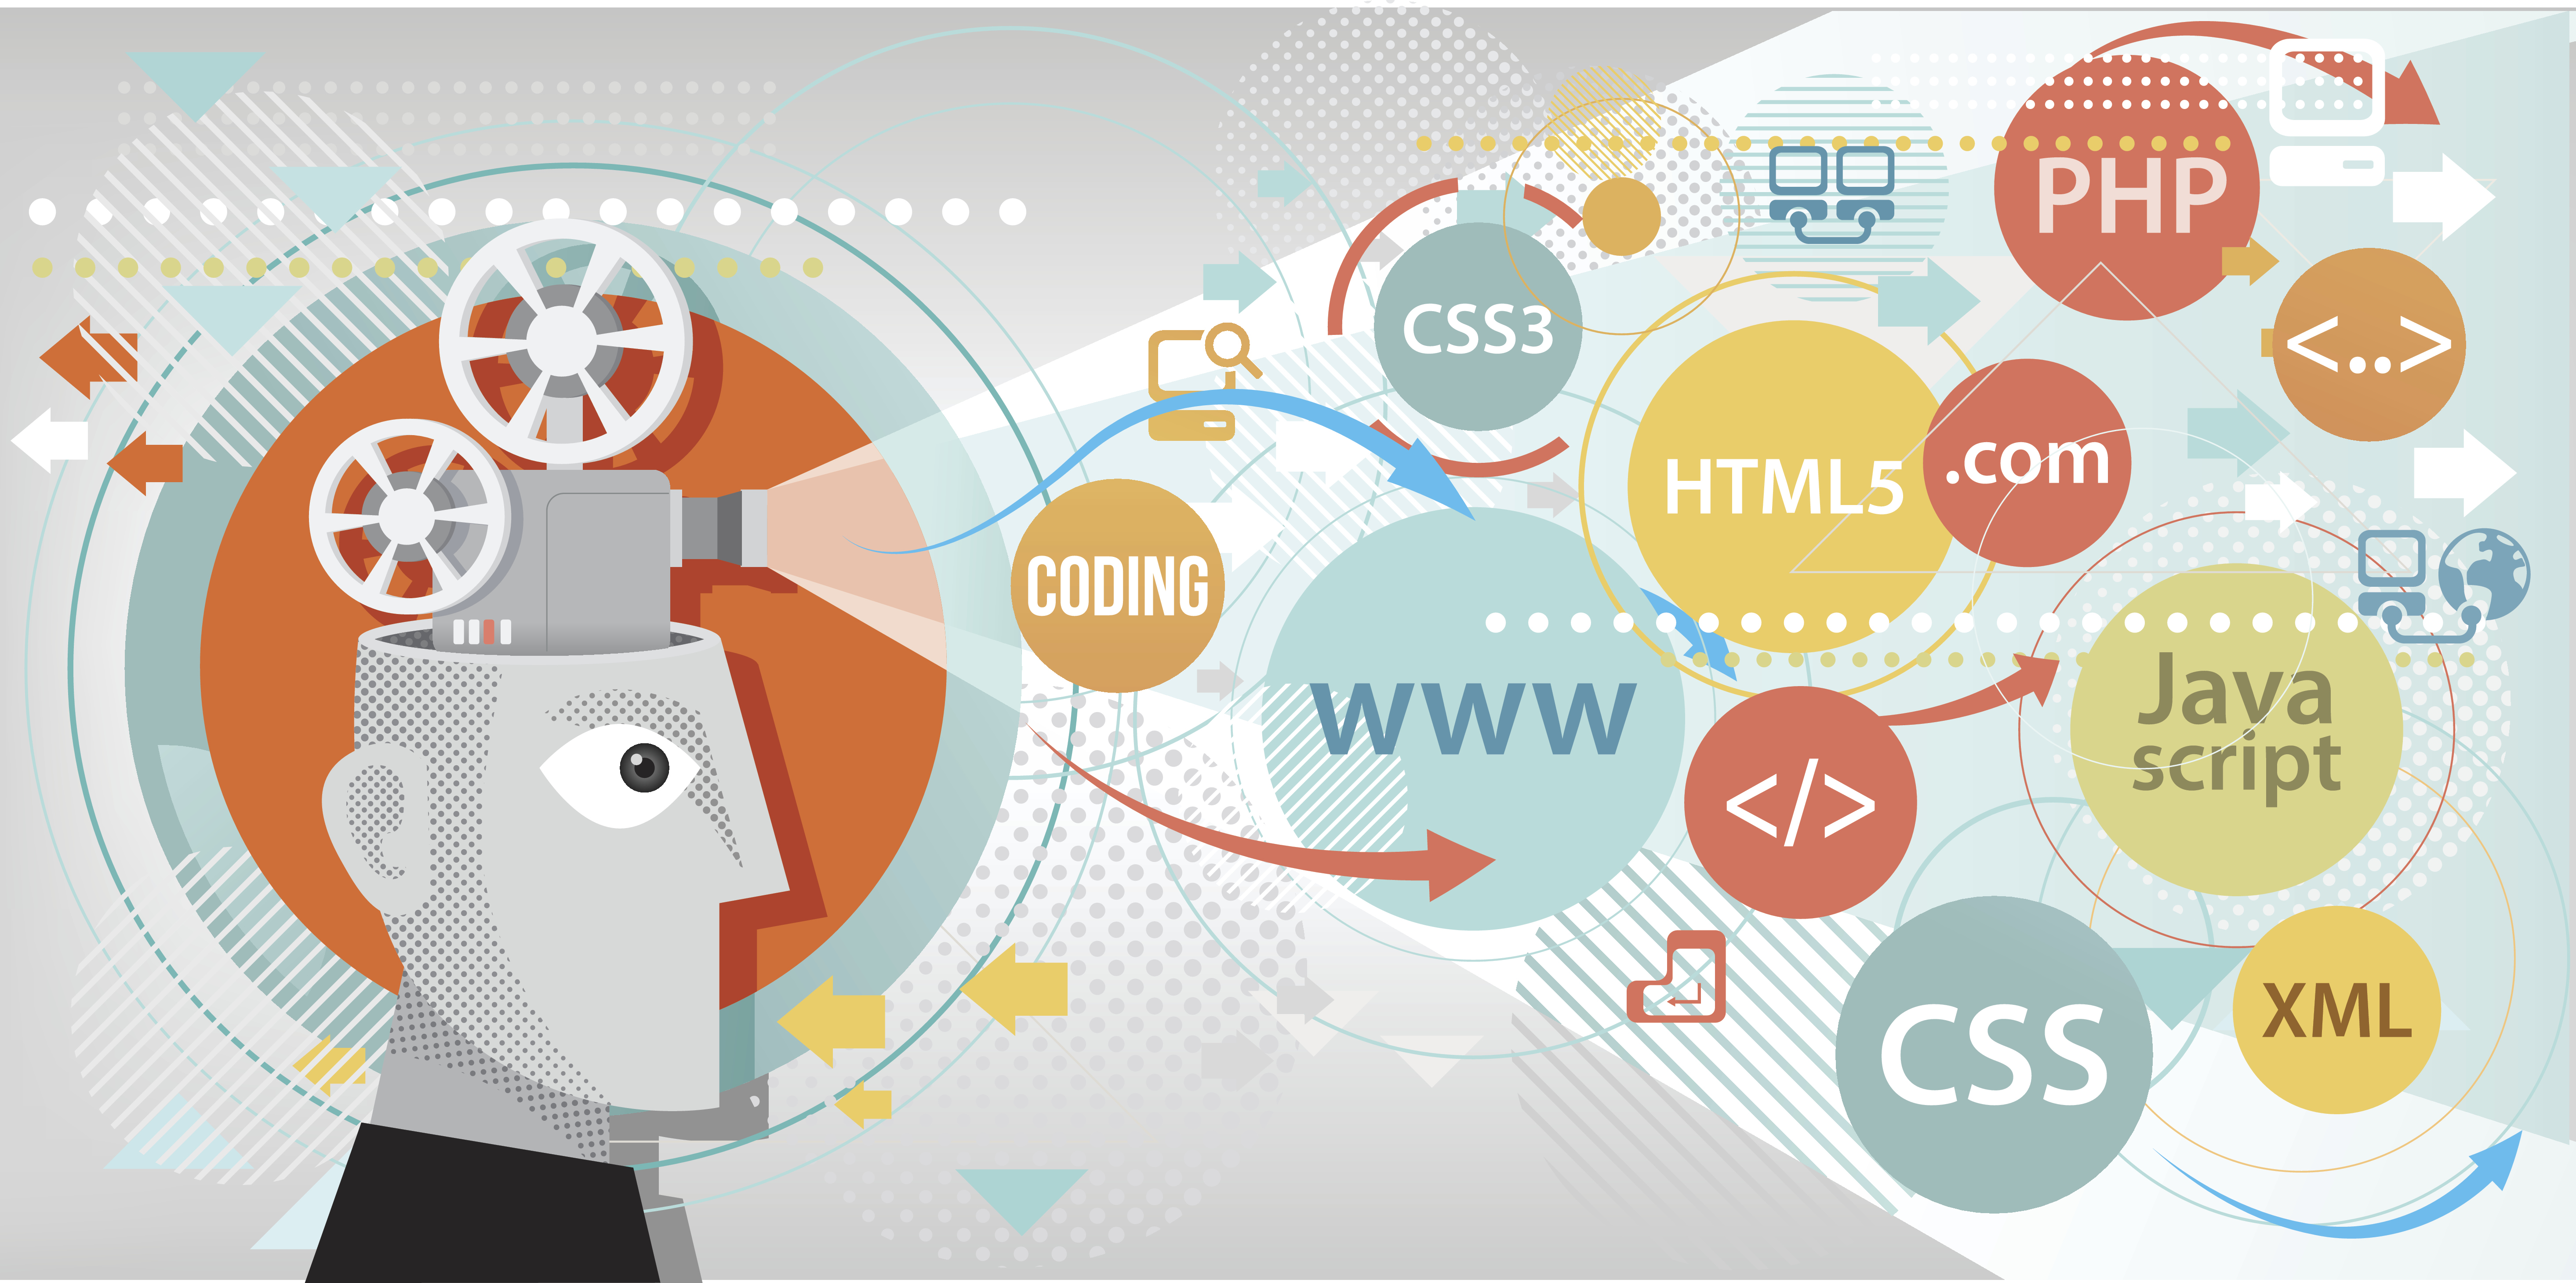 PHP
CSS3
<..>
HTML5
.com
CODING
www
Java
script
</>
CSS
XML